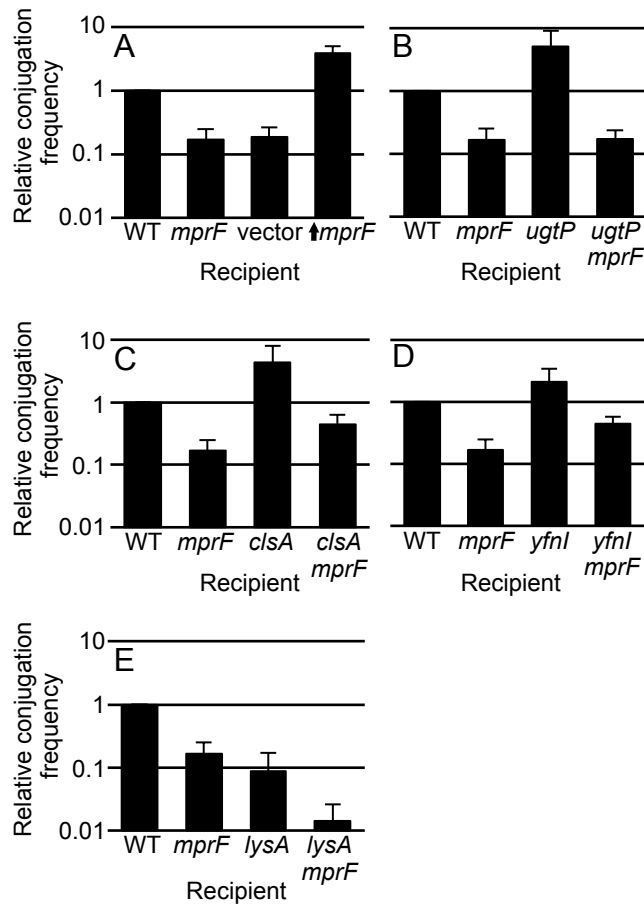 A
Relative conjugation
frequency
10
1
0.1
0.01
WT mprF vector ↑mprF
Recipient
B
WT mprF ugtP ugtP
mprF
Recipient
C
Relative conjugation
frequency
10
1
0.1
0.01
WT mprF clsA clsA
mprF
Recipient
D
WT mprF yfnI yfnI
mprF
Recipient
E
Relative conjugation
frequency
10
1
0.1
0.01
WT mprF lysA lysA
mprF
Recipient